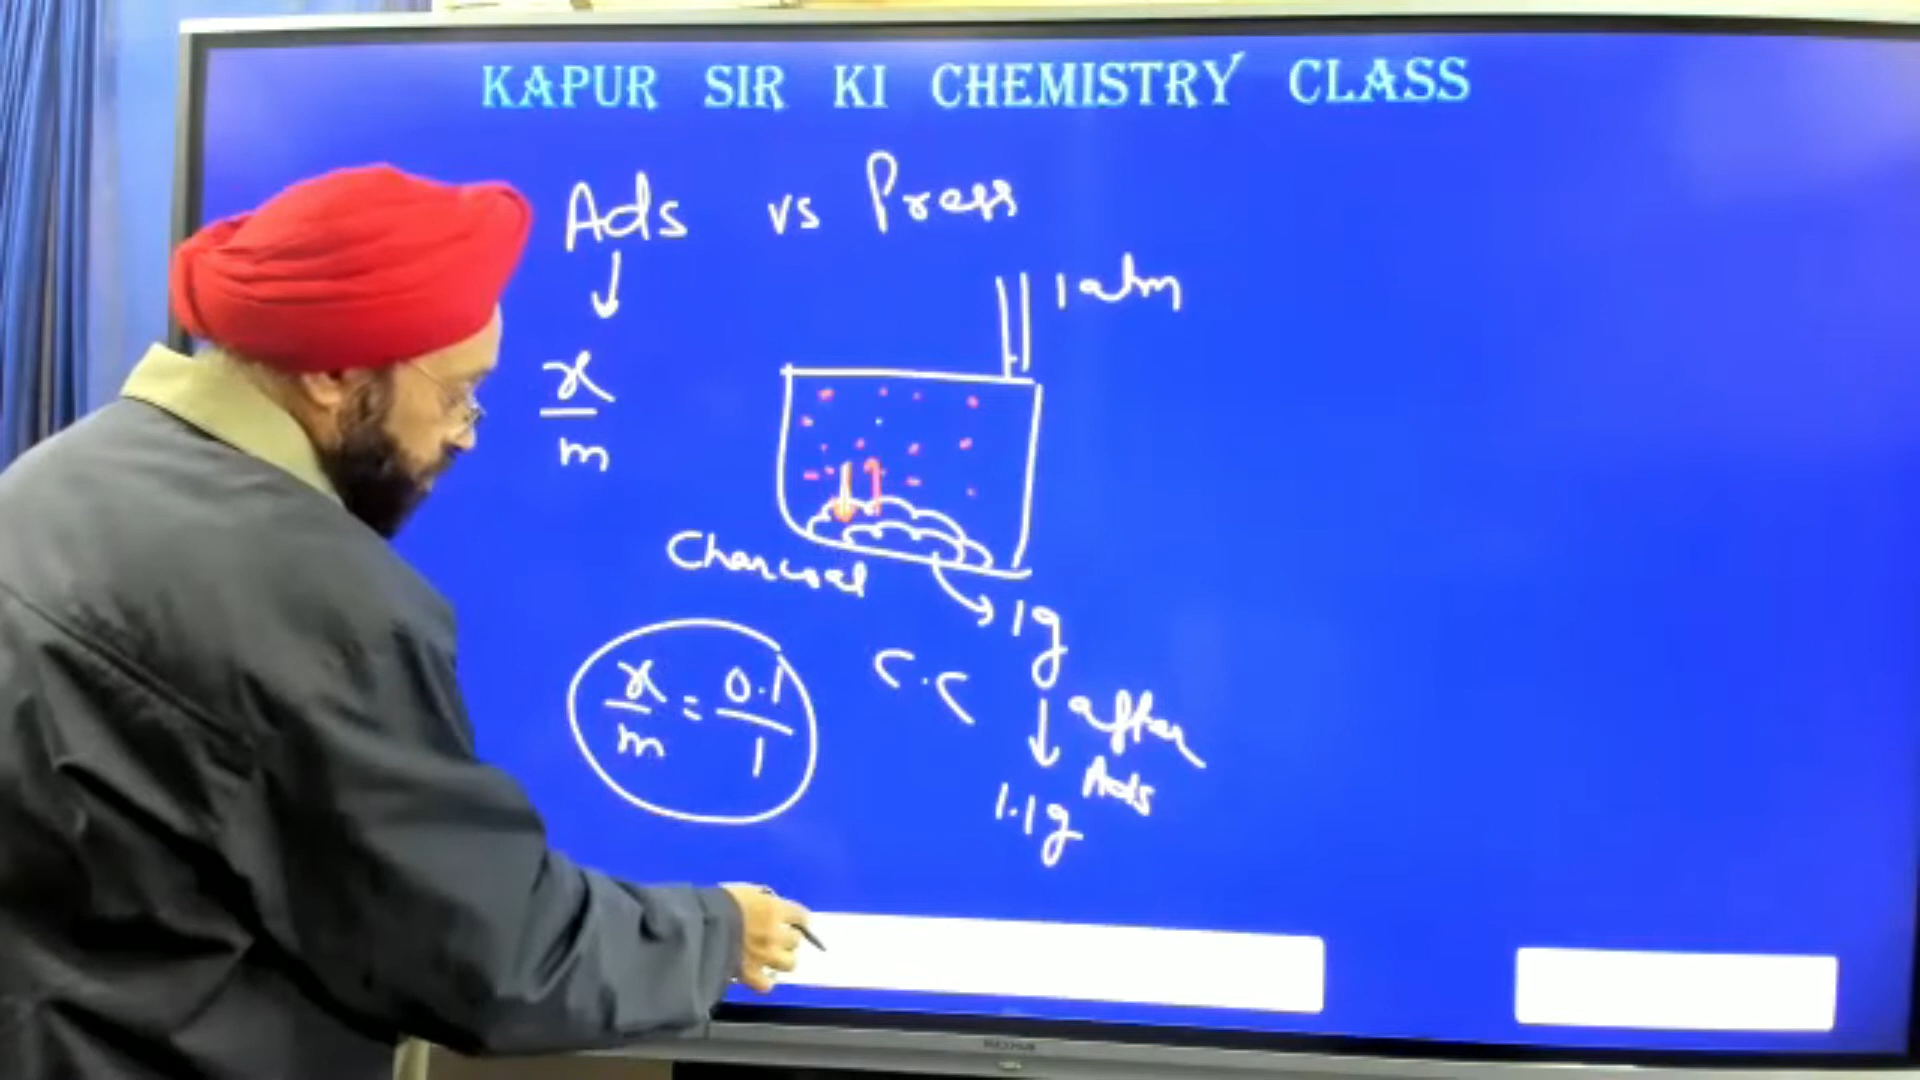 KAPUR SIR KI CHEMISTRY CLASS
Ads vs Press
1 atm
x
m
Charcoal
1g
x/m = 0.1/1
after
Ads
1.1g